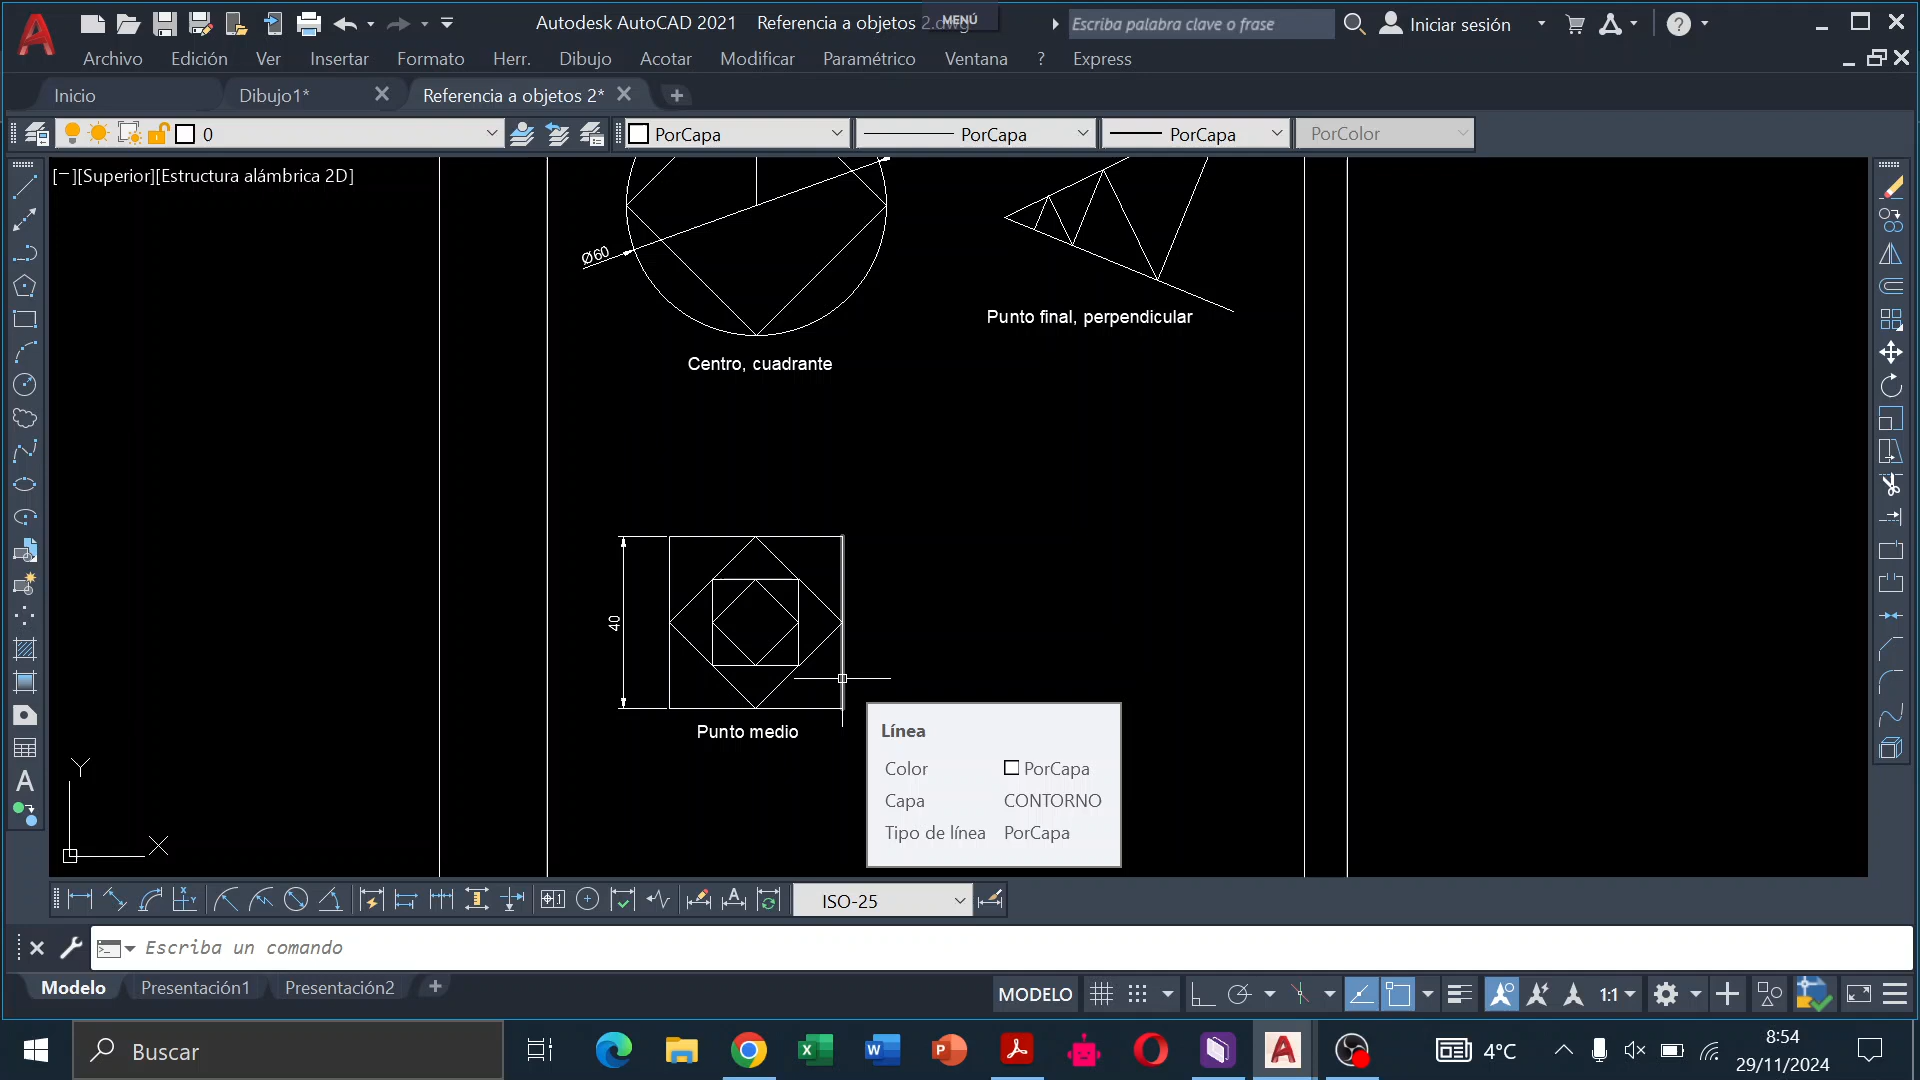 Autodesk AutoCAD 2021 Referencia a objetos 2.dwg
MENÚ
Escriba palabra clave o frase
Iniciar sesión
Archivo Edición Ver Insertar Formato Herr. Dibujo Acotar Modificar Paramétrico Ventana ? Express
Inicio Dibujo1* Referencia a objetos 2*
0 PorCapa PorCapa PorCapa PorColor
[−][Superior][Estructura alámbrica 2D]
Ø60
Punto final, perpendicular
Centro, cuadrante
40
Punto medio
Línea
Color PorCapa
Capa CONTORNO
Tipo de línea PorCapa
Y
X
ISO-25
Escriba un comando
Modelo Presentación1 Presentación2
MODELO 1:1
Buscar
4°C
8:54
29/11/2024